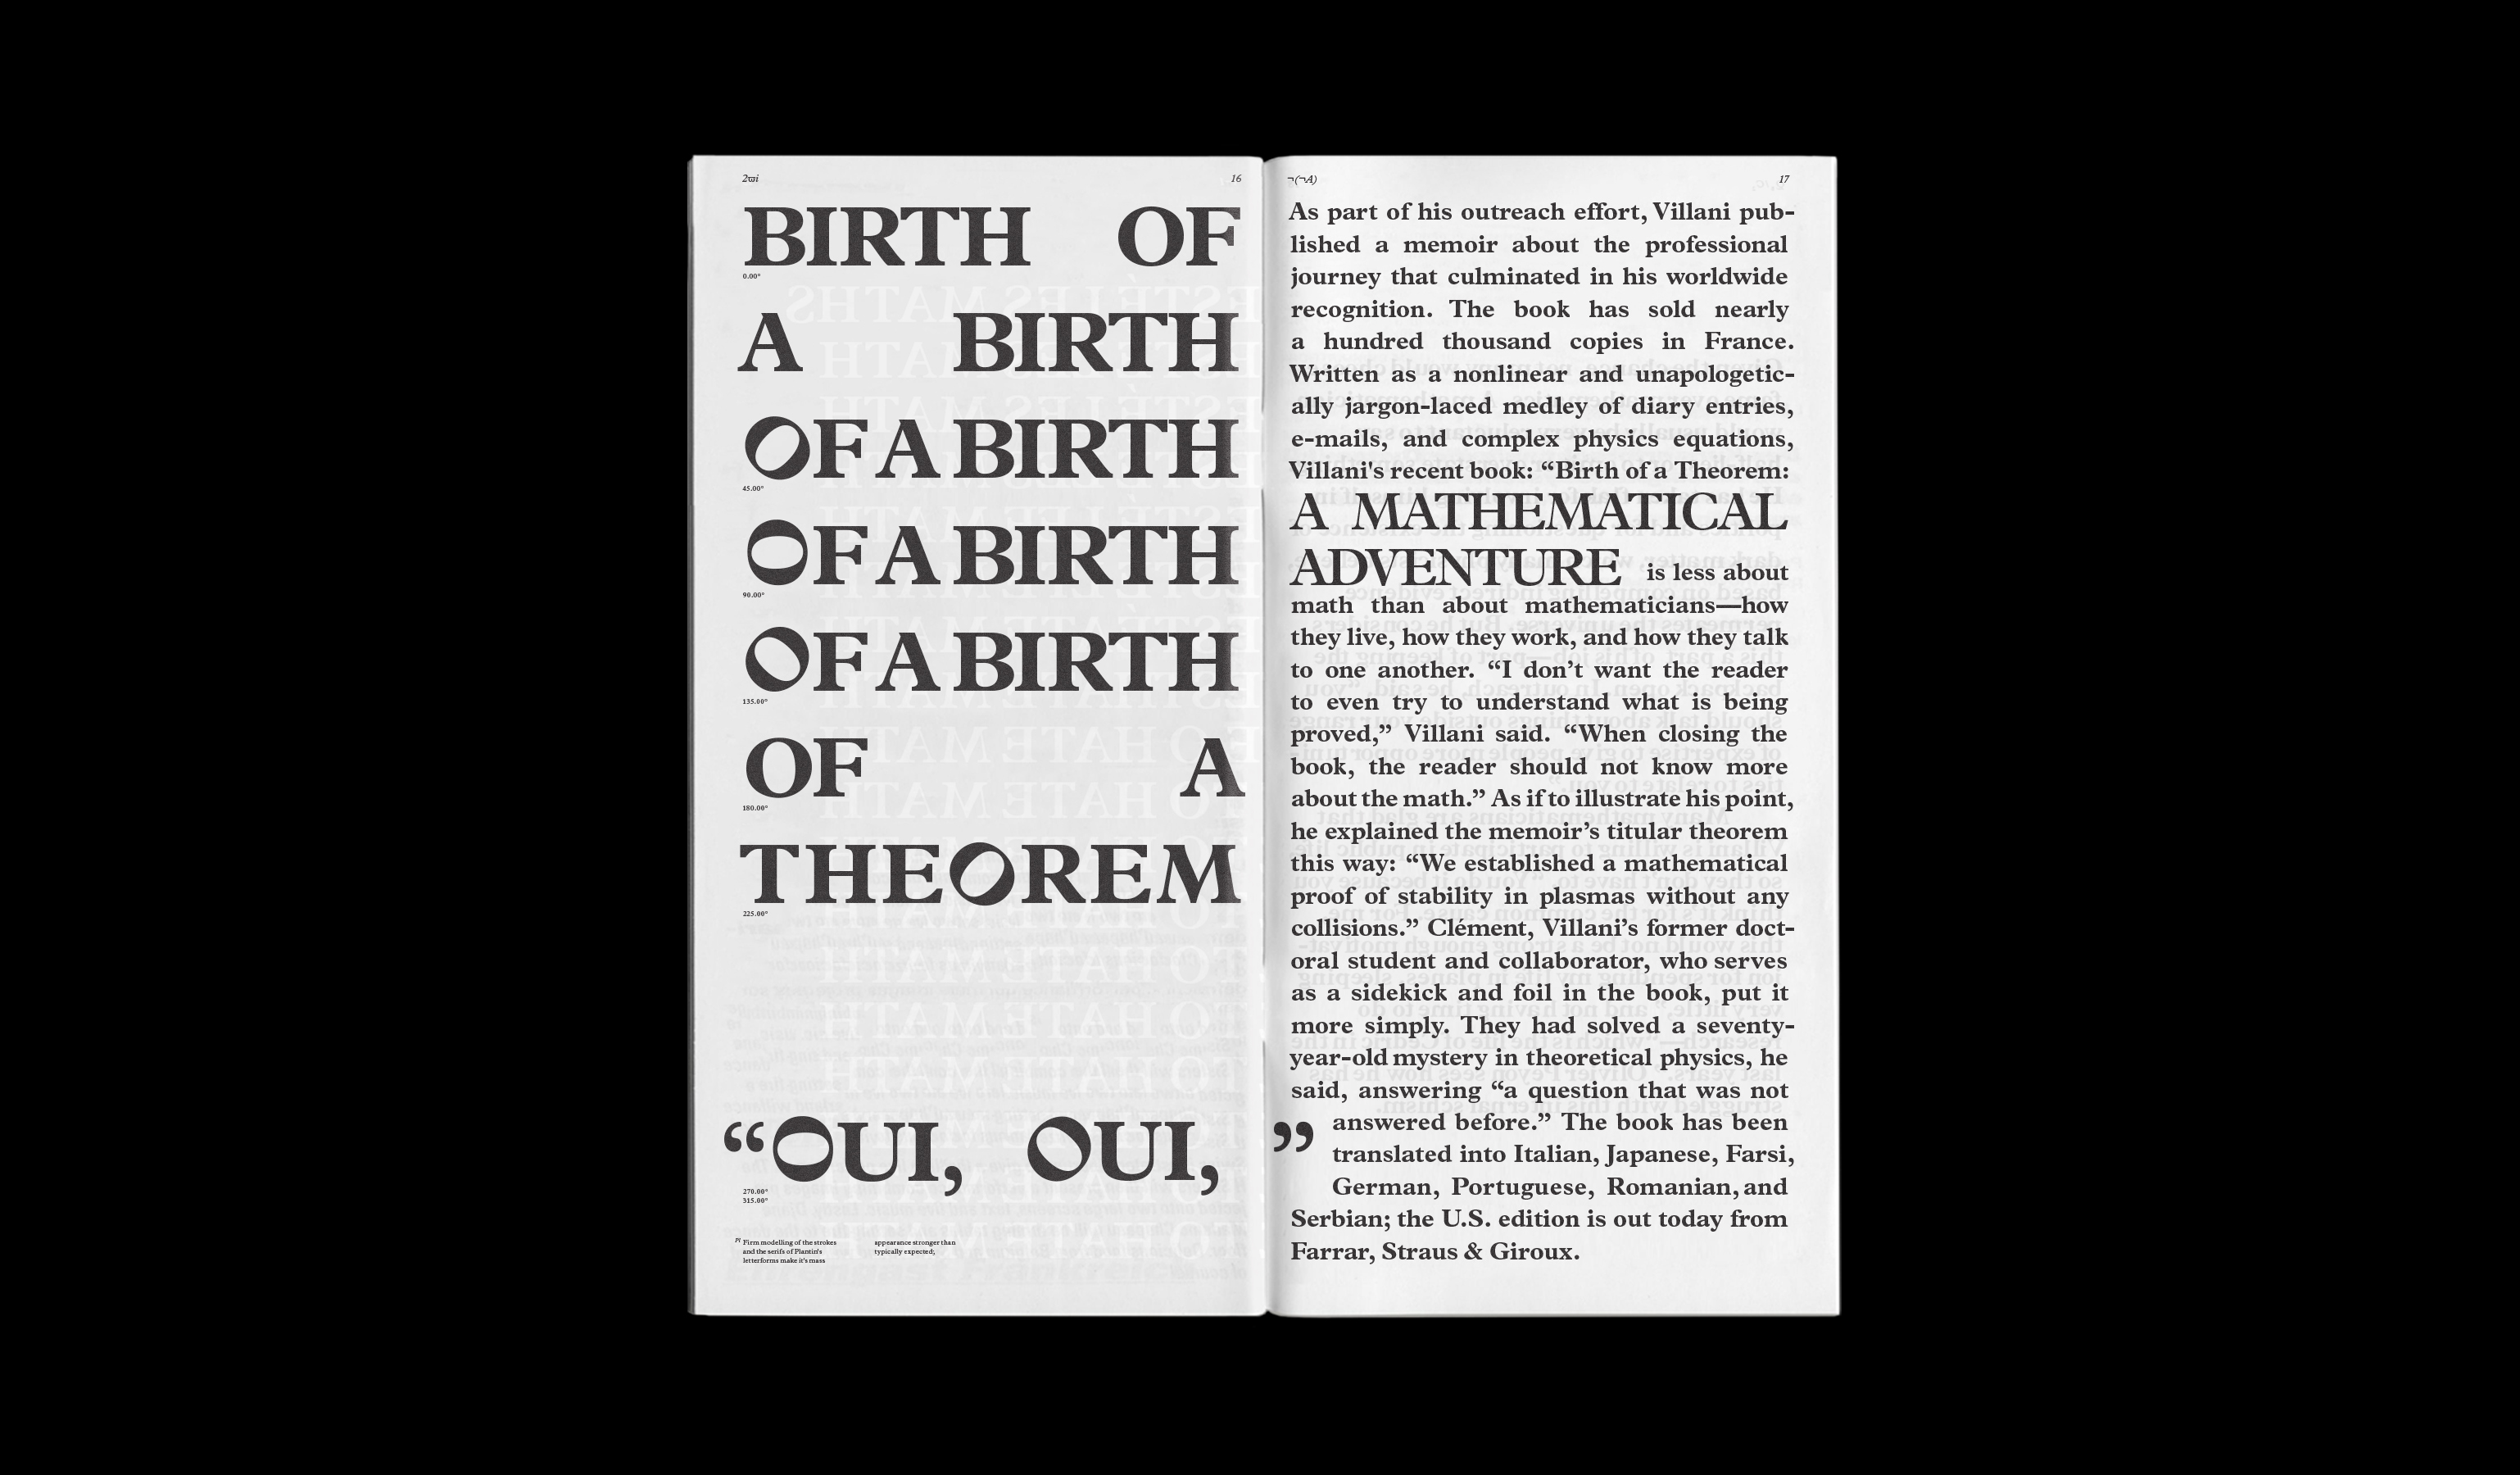 2ϖi
16
BIRTH OF
0.00°
A BIRTH
OF A BIRTH
45.00°
OF A BIRTH
90.00°
OF A BIRTH
135.00°
OF A
180.00°
THEOREM
225.00°
“OUI, OUI, ”
270.00°
315.00°
Pl Firm modelling of the strokes
and the serifs of Plantin's
letterforms make it's mass
appearance stronger than
typically expected;
¬(¬A)
17
As part of his outreach effort, Villani pub-
lished a memoir about the professional
journey that culminated in his worldwide
recognition. The book has sold nearly
a hundred thousand copies in France.
Written as a nonlinear and unapologetic-
ally jargon-laced medley of diary entries,
e-mails, and complex physics equations,
Villani's recent book: “Birth of a Theorem:
A MATHEMATICAL
ADVENTURE is less about
math than about mathematicians—how
they live, how they work, and how they talk
to one another. “I don’t want the reader
to even try to understand what is being
proved,” Villani said. “When closing the
book, the reader should not know more
about the math.” As if to illustrate his point,
he explained the memoir’s titular theorem
this way: “We established a mathematical
proof of stability in plasmas without any
collisions.” Clément, Villani’s former doct-
oral student and collaborator, who serves
as a sidekick and foil in the book, put it
more simply. They had solved a seventy-
year-old mystery in theoretical physics, he
said, answering “a question that was not
answered before.” The book has been
translated into Italian, Japanese, Farsi,
German, Portuguese, Romanian, and
Serbian; the U.S. edition is out today from
Farrar, Straus & Giroux.